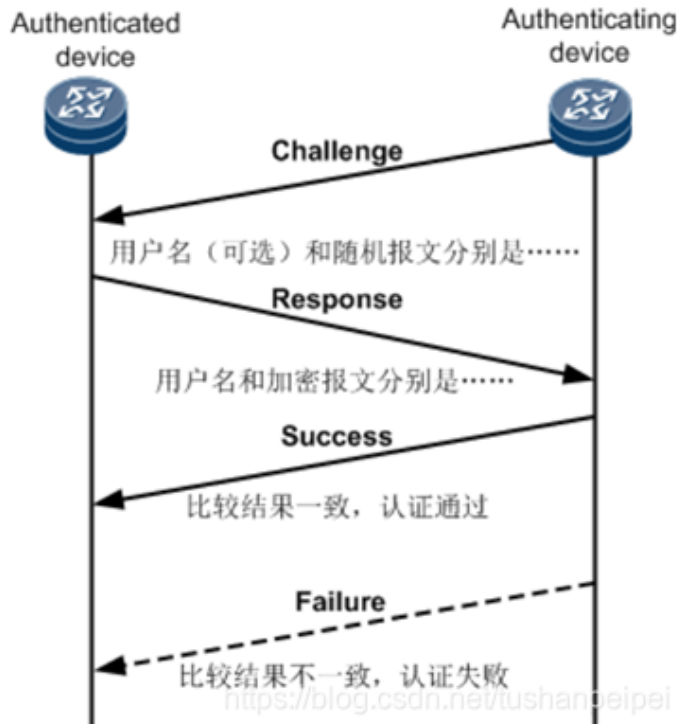 Authenticated
device
Authenticating
device
Challenge
用户名（可选）和随机报文分别是……
Response
用户名和加密报文分别是……
Success
比较结果一致，认证通过
Failure
比较结果不一致，认证失败
https://blog.csdn.net/tushanpeipei